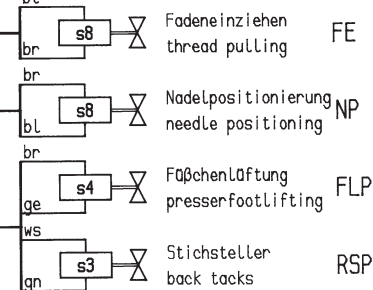 s8 Fadeneinziehen FE
br thread pulling
br
s8 Nadelpositionierung NP
bl needle positioning
br
s4 Füßchenlüftung FLP
ge presserfootlifting
ws
s3 Stichsteller RSP
gn back tacks